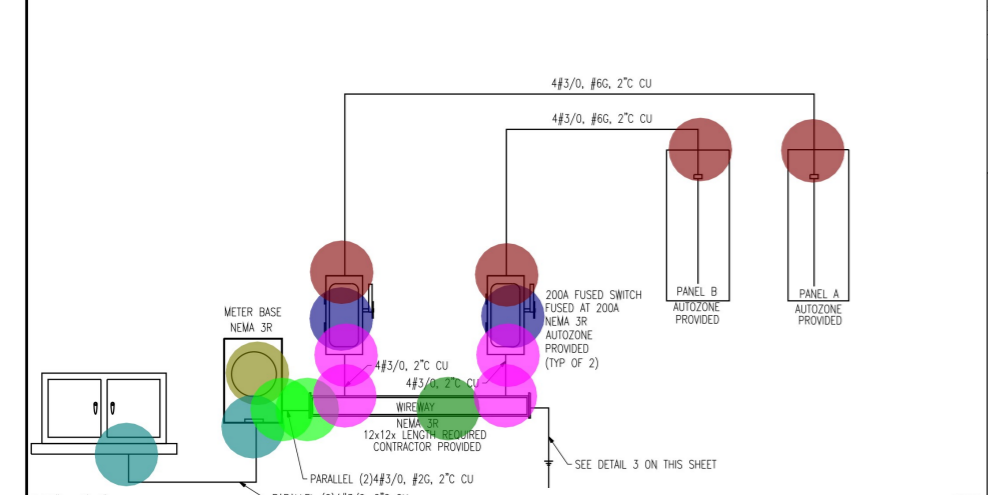 4#3/0, #6G, 2"C CU
4#3/0, #6G, 2"C CU
PANEL B
AUTOZONE
PROVIDED
PANEL A
AUTOZONE
PROVIDED
METER BASE
NEMA 3R
200A FUSED SWITCH
FUSED AT 200A
NEMA 3R
AUTOZONE
PROVIDED
(TYP OF 2)
4#3/0, 2"C CU
4#3/0, 2"C CU
WIREWAY
NEMA 3R
12x12x LENGTH REQUIRED
CONTRACTOR PROVIDED
SEE DETAIL 3 ON THIS SHEET
PARALLEL (2)4#3/0, #2G, 2"C CU